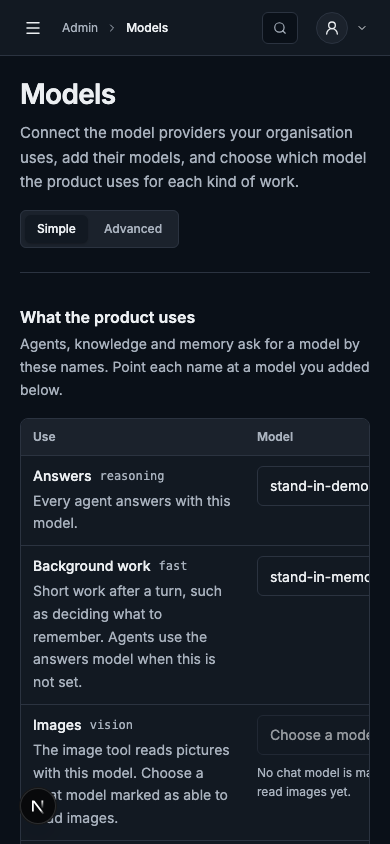 Admin > Models
Models
Connect the model providers your organisation
uses, add their models, and choose which model
the product uses for each kind of work.
Simple Advanced
What the product uses
Agents, knowledge and memory ask for a model by
these names. Point each name at a model you added
below.
Use Model
Answers reasoning
Every agent answers with this
model.
stand-in-demo
Background work fast
Short work after a turn, such
as deciding what to
remember. Agents use the
answers model when this is
not set.
stand-in-memo
Images vision
The image tool reads pictures
with this model. Choose a
model marked as able to
images.
Choose a mode
No chat model is ma
read images yet.
N